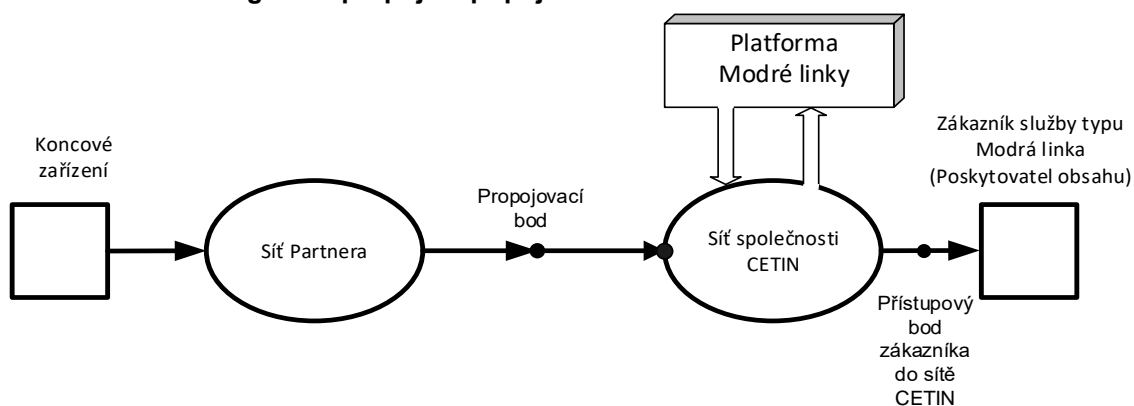 Platforma
Modré linky
Koncové
zařízení
Zákazník služby typu
Modrá linka
(Poskytovatel obsahu)
Propojovací
bod
Síť Partnera
Síť společnosti
CETIN
Přístupový
bod
zákazníka
do sítě
CETIN